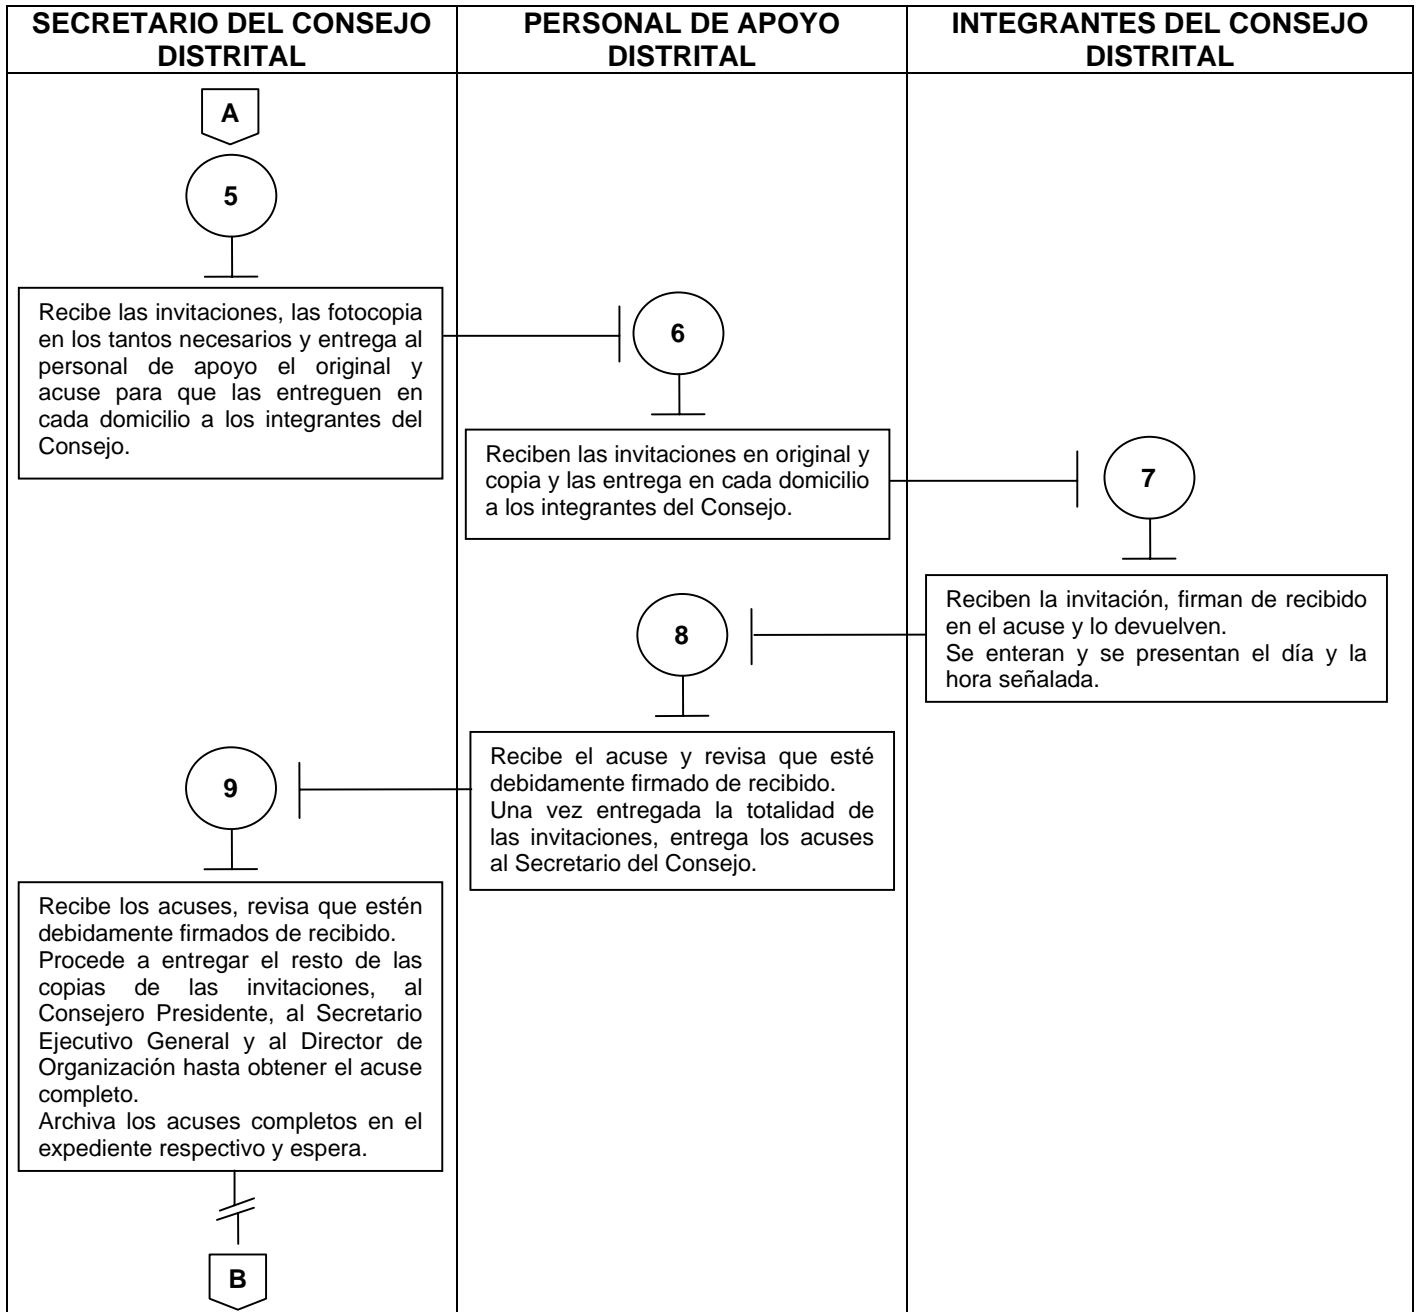 SECRETARIO DEL CONSEJO
DISTRITAL
PERSONAL DE APOYO
DISTRITAL
INTEGRANTES DEL CONSEJO
DISTRITAL
A
5
Recibe las invitaciones, las fotocopia
en los tantos necesarios y entrega al
personal de apoyo el original y
acuse para que las entreguen en
cada domicilio a los integrantes del
Consejo.
6
Reciben las invitaciones en original y
copia y las entrega en cada domicilio
a los integrantes del Consejo.
7
Reciben la invitación, firman de recibido
en el acuse y lo devuelven.
Se enteran y se presentan el día y la
hora señalada.
8
Recibe el acuse y revisa que esté
debidamente firmado de recibido.
Una vez entregada la totalidad de
las invitaciones, entrega los acuses
al Secretario del Consejo.
9
Recibe los acuses, revisa que estén
debidamente firmados de recibido.
Procede a entregar el resto de las
copias de las invitaciones, al
Consejero Presidente, al Secretario
Ejecutivo General y al Director de
Organización hasta obtener el acuse
completo.
Archiva los acuses completos en el
expediente respectivo y espera.
B